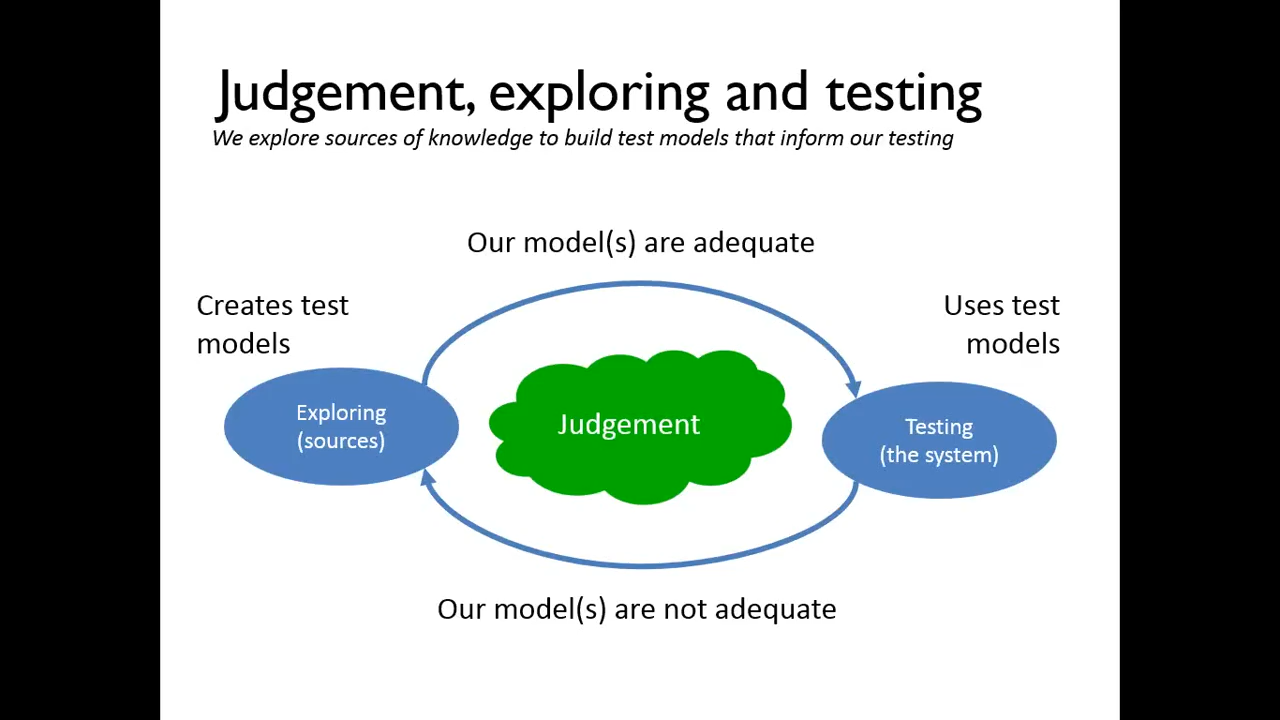 Judgement, exploring and testing
We explore sources of knowledge to build test models that inform our testing
Our model(s) are adequate
Creates test
models
Uses test
models
Exploring
(sources)
Judgement
Testing
(the system)
Our model(s) are not adequate